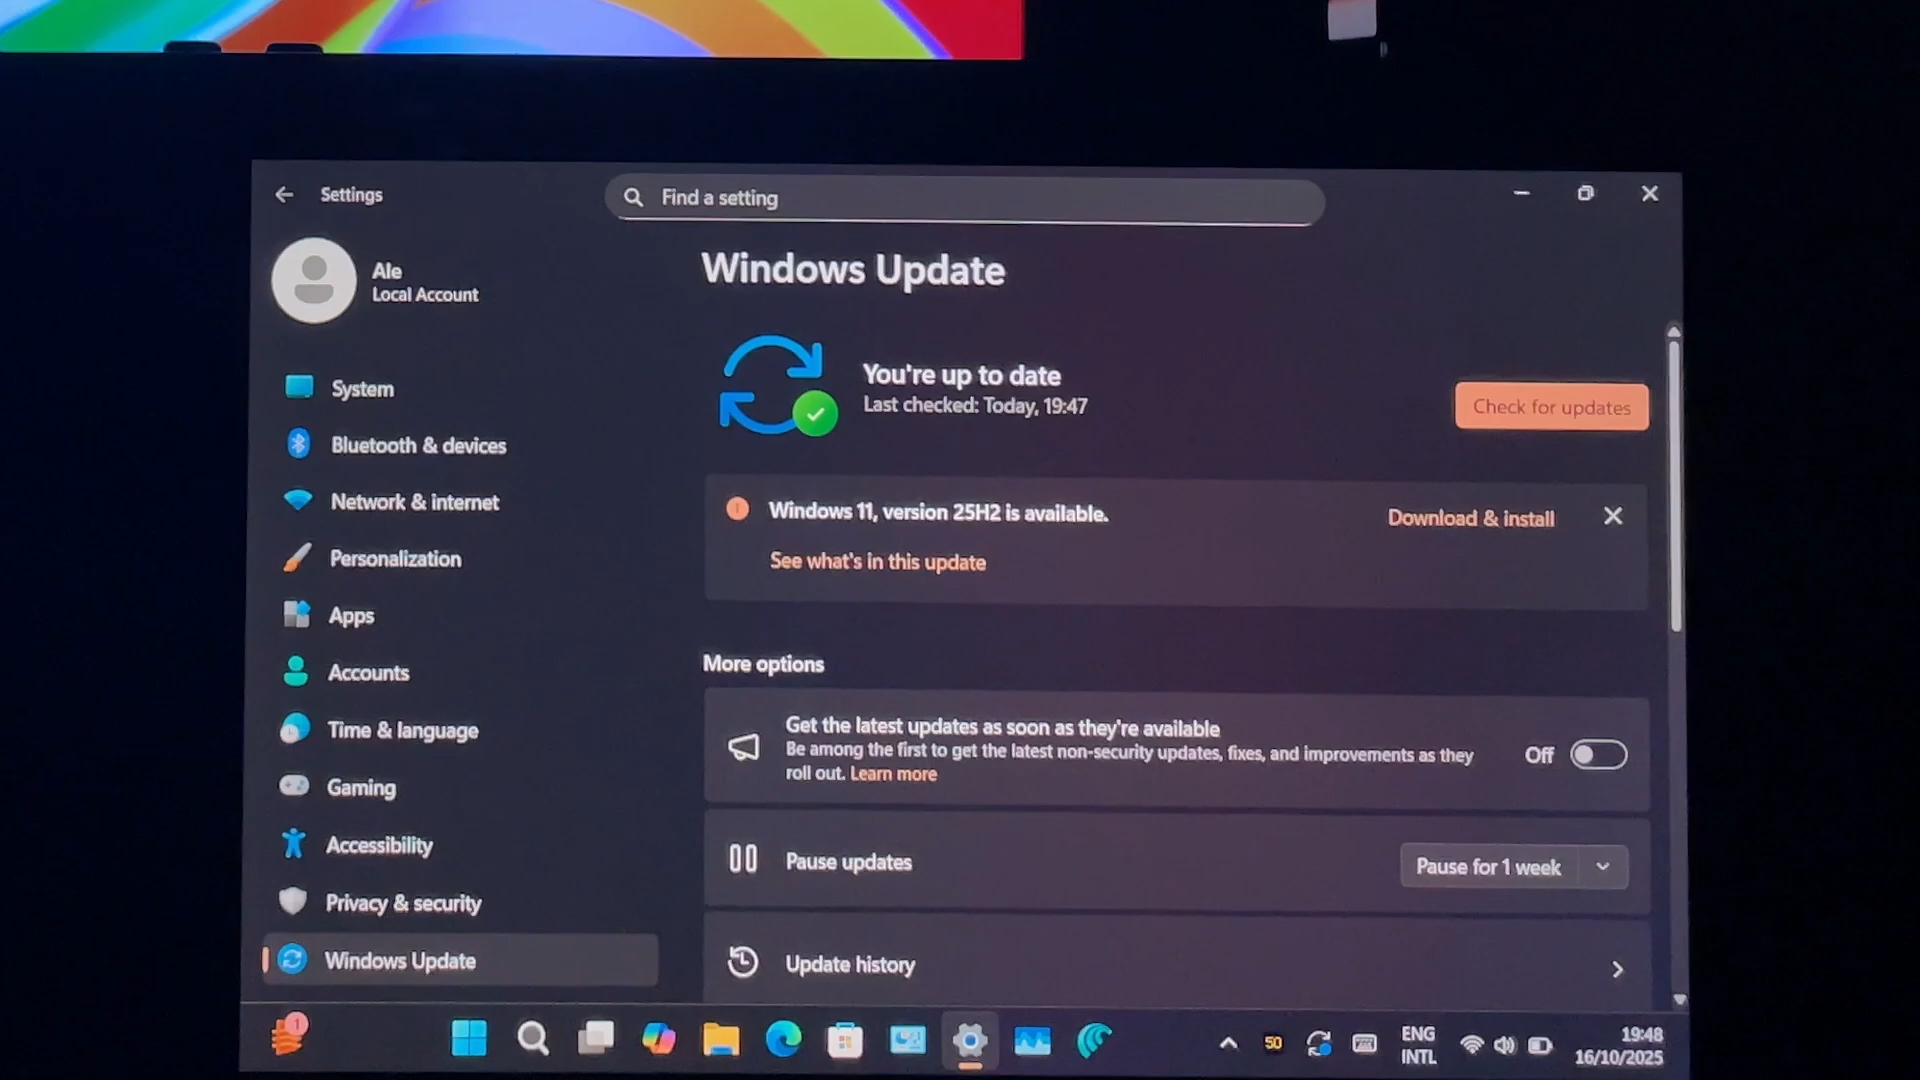 Settings
Find a setting
Ale
Local Account
System
Bluetooth & devices
Network & internet
Personalization
Apps
Accounts
Time & language
Gaming
Accessibility
Privacy & security
Windows Update
Windows Update
You're up to date
Last checked: Today, 19:47
Check for updates
Windows 11, version 25H2 is available.
Download & install
See what's in this update
More options
Get the latest updates as soon as they're available
Be among the first to get the latest non-security updates, fixes, and improvements as they
roll out. Learn more
Off
Pause updates
Pause for 1 week
Update history
1
50
ENG
INTL
19:48
16/10/2025